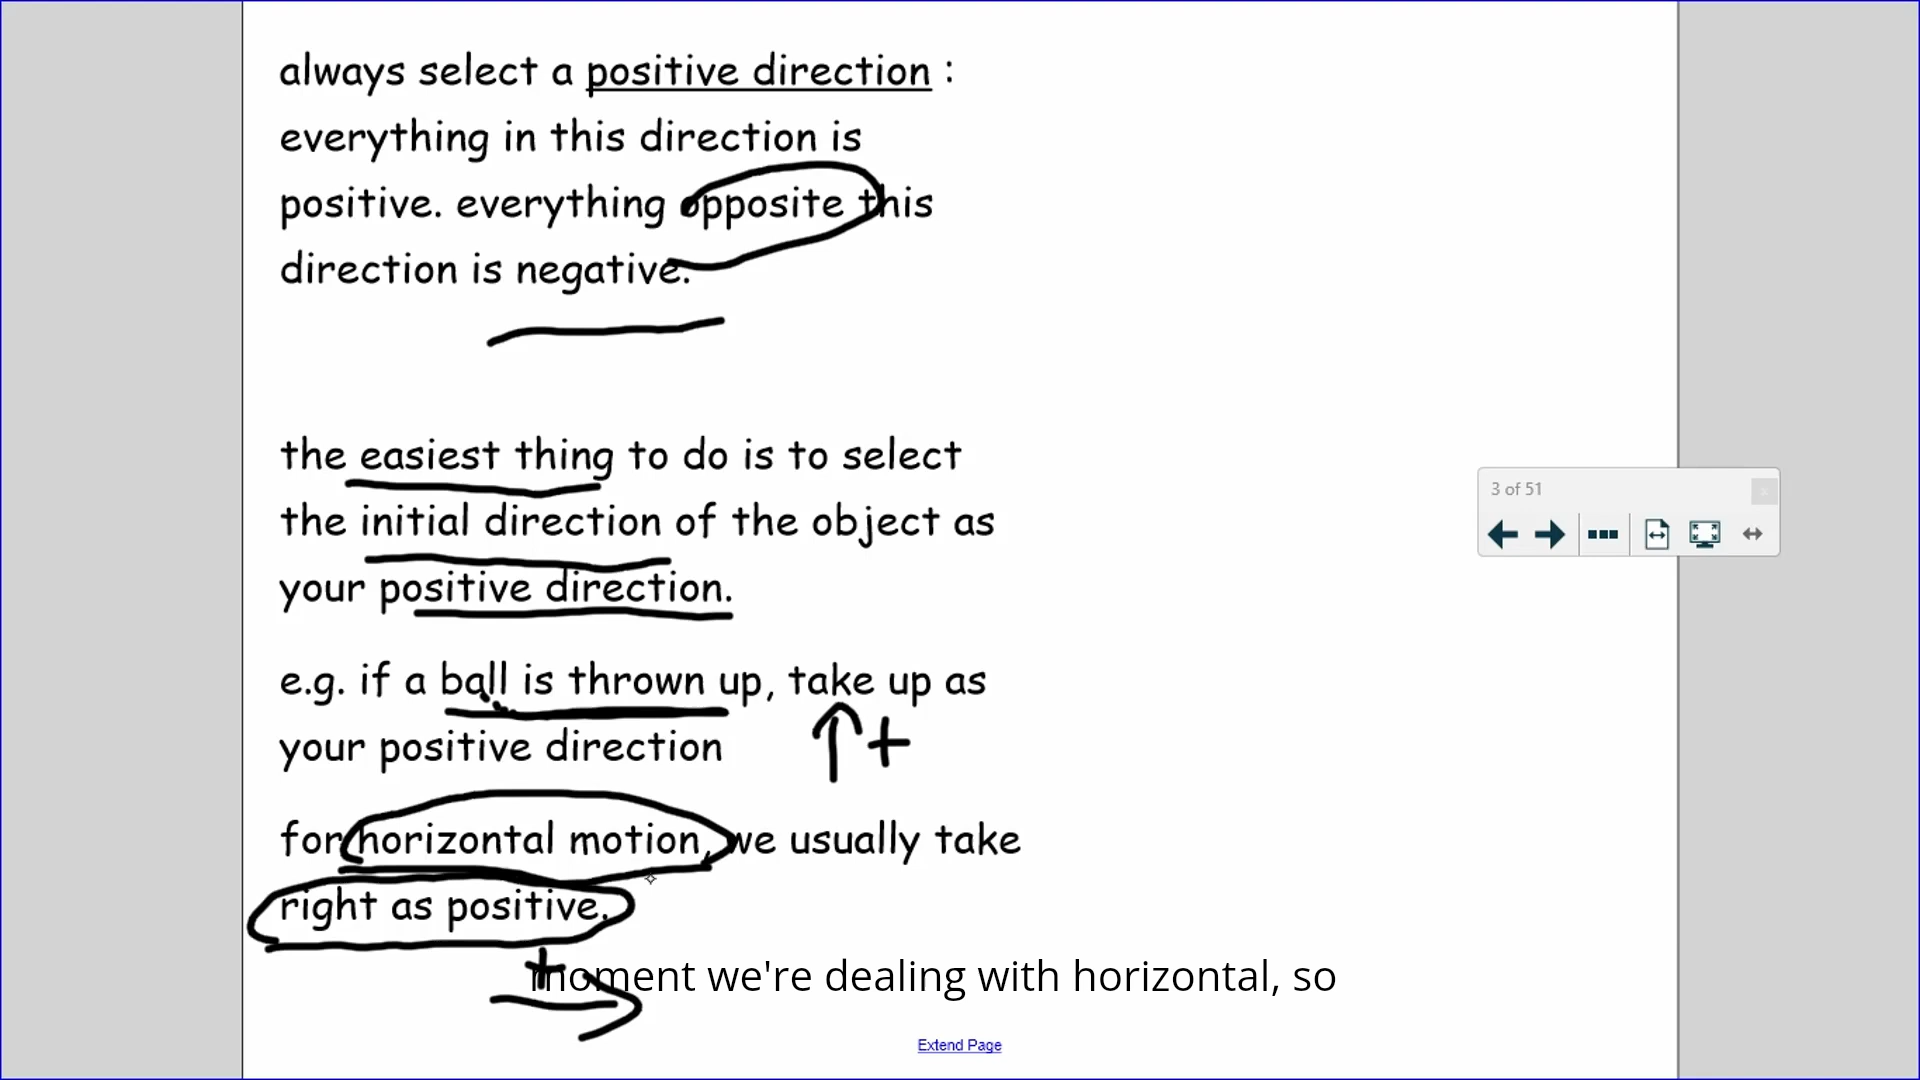 always select a positive direction :
everything in this direction is
positive. everything opposite this
direction is negative.
the easiest thing to do is to select
the initial direction of the object as
your positive direction.
e.g. if a ball is thrown up, take up as
your positive direction
+
for horizontal motion, we usually take
right as positive.
+
moment we're dealing with horizontal, so
Extend Page
3 of 51